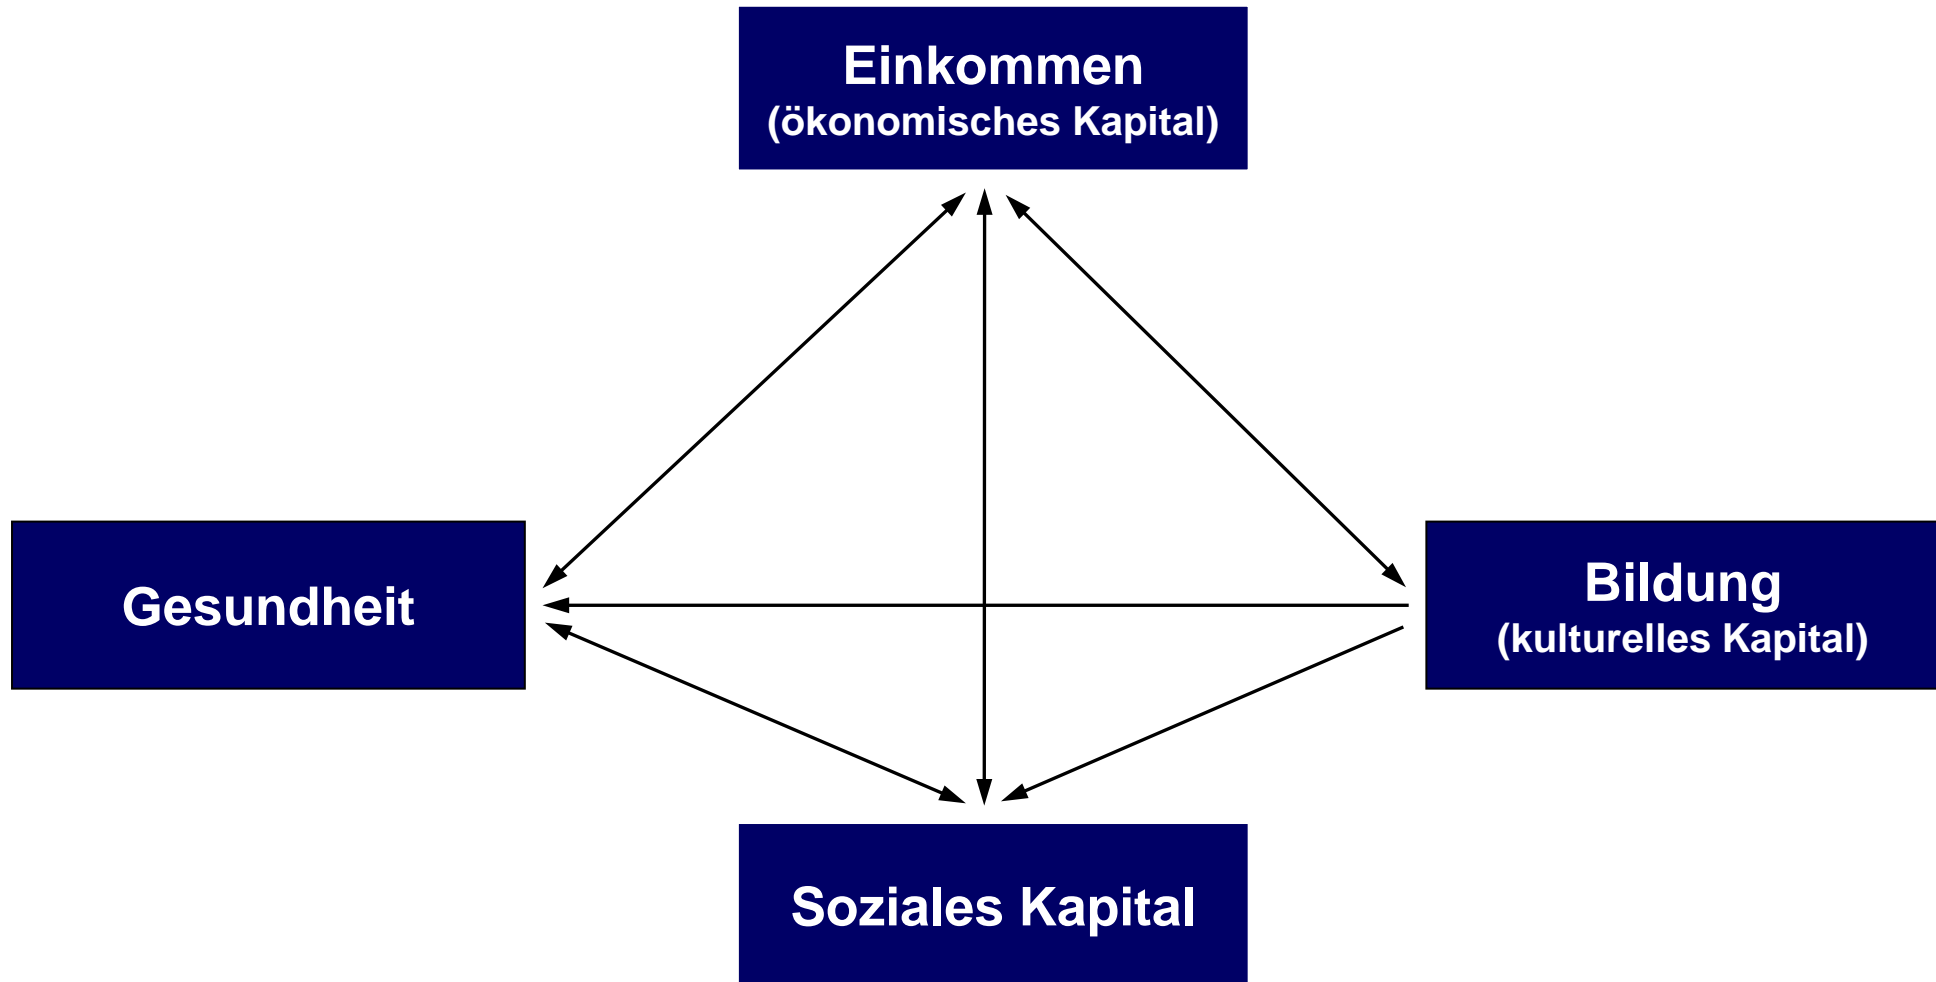 Einkommen
(ökonomisches Kapital)
Gesundheit
Bildung
(kulturelles Kapital)
Soziales Kapital